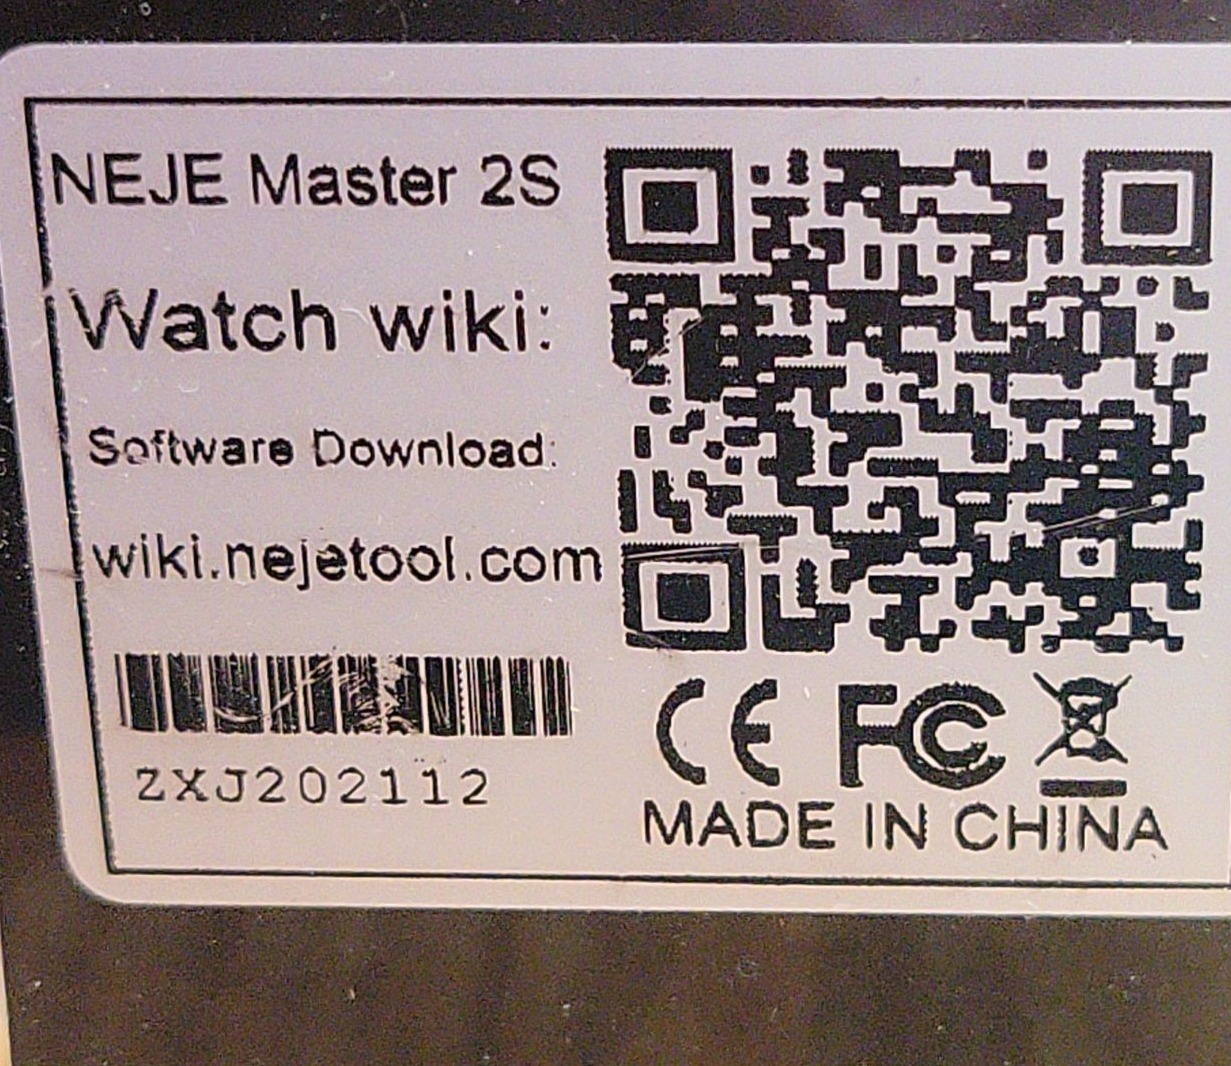 NEJE Master 2S
Watch wiki:
Software Download:
wiki.nejetool.com
ZXJ202112
CE FC
MADE IN CHINA